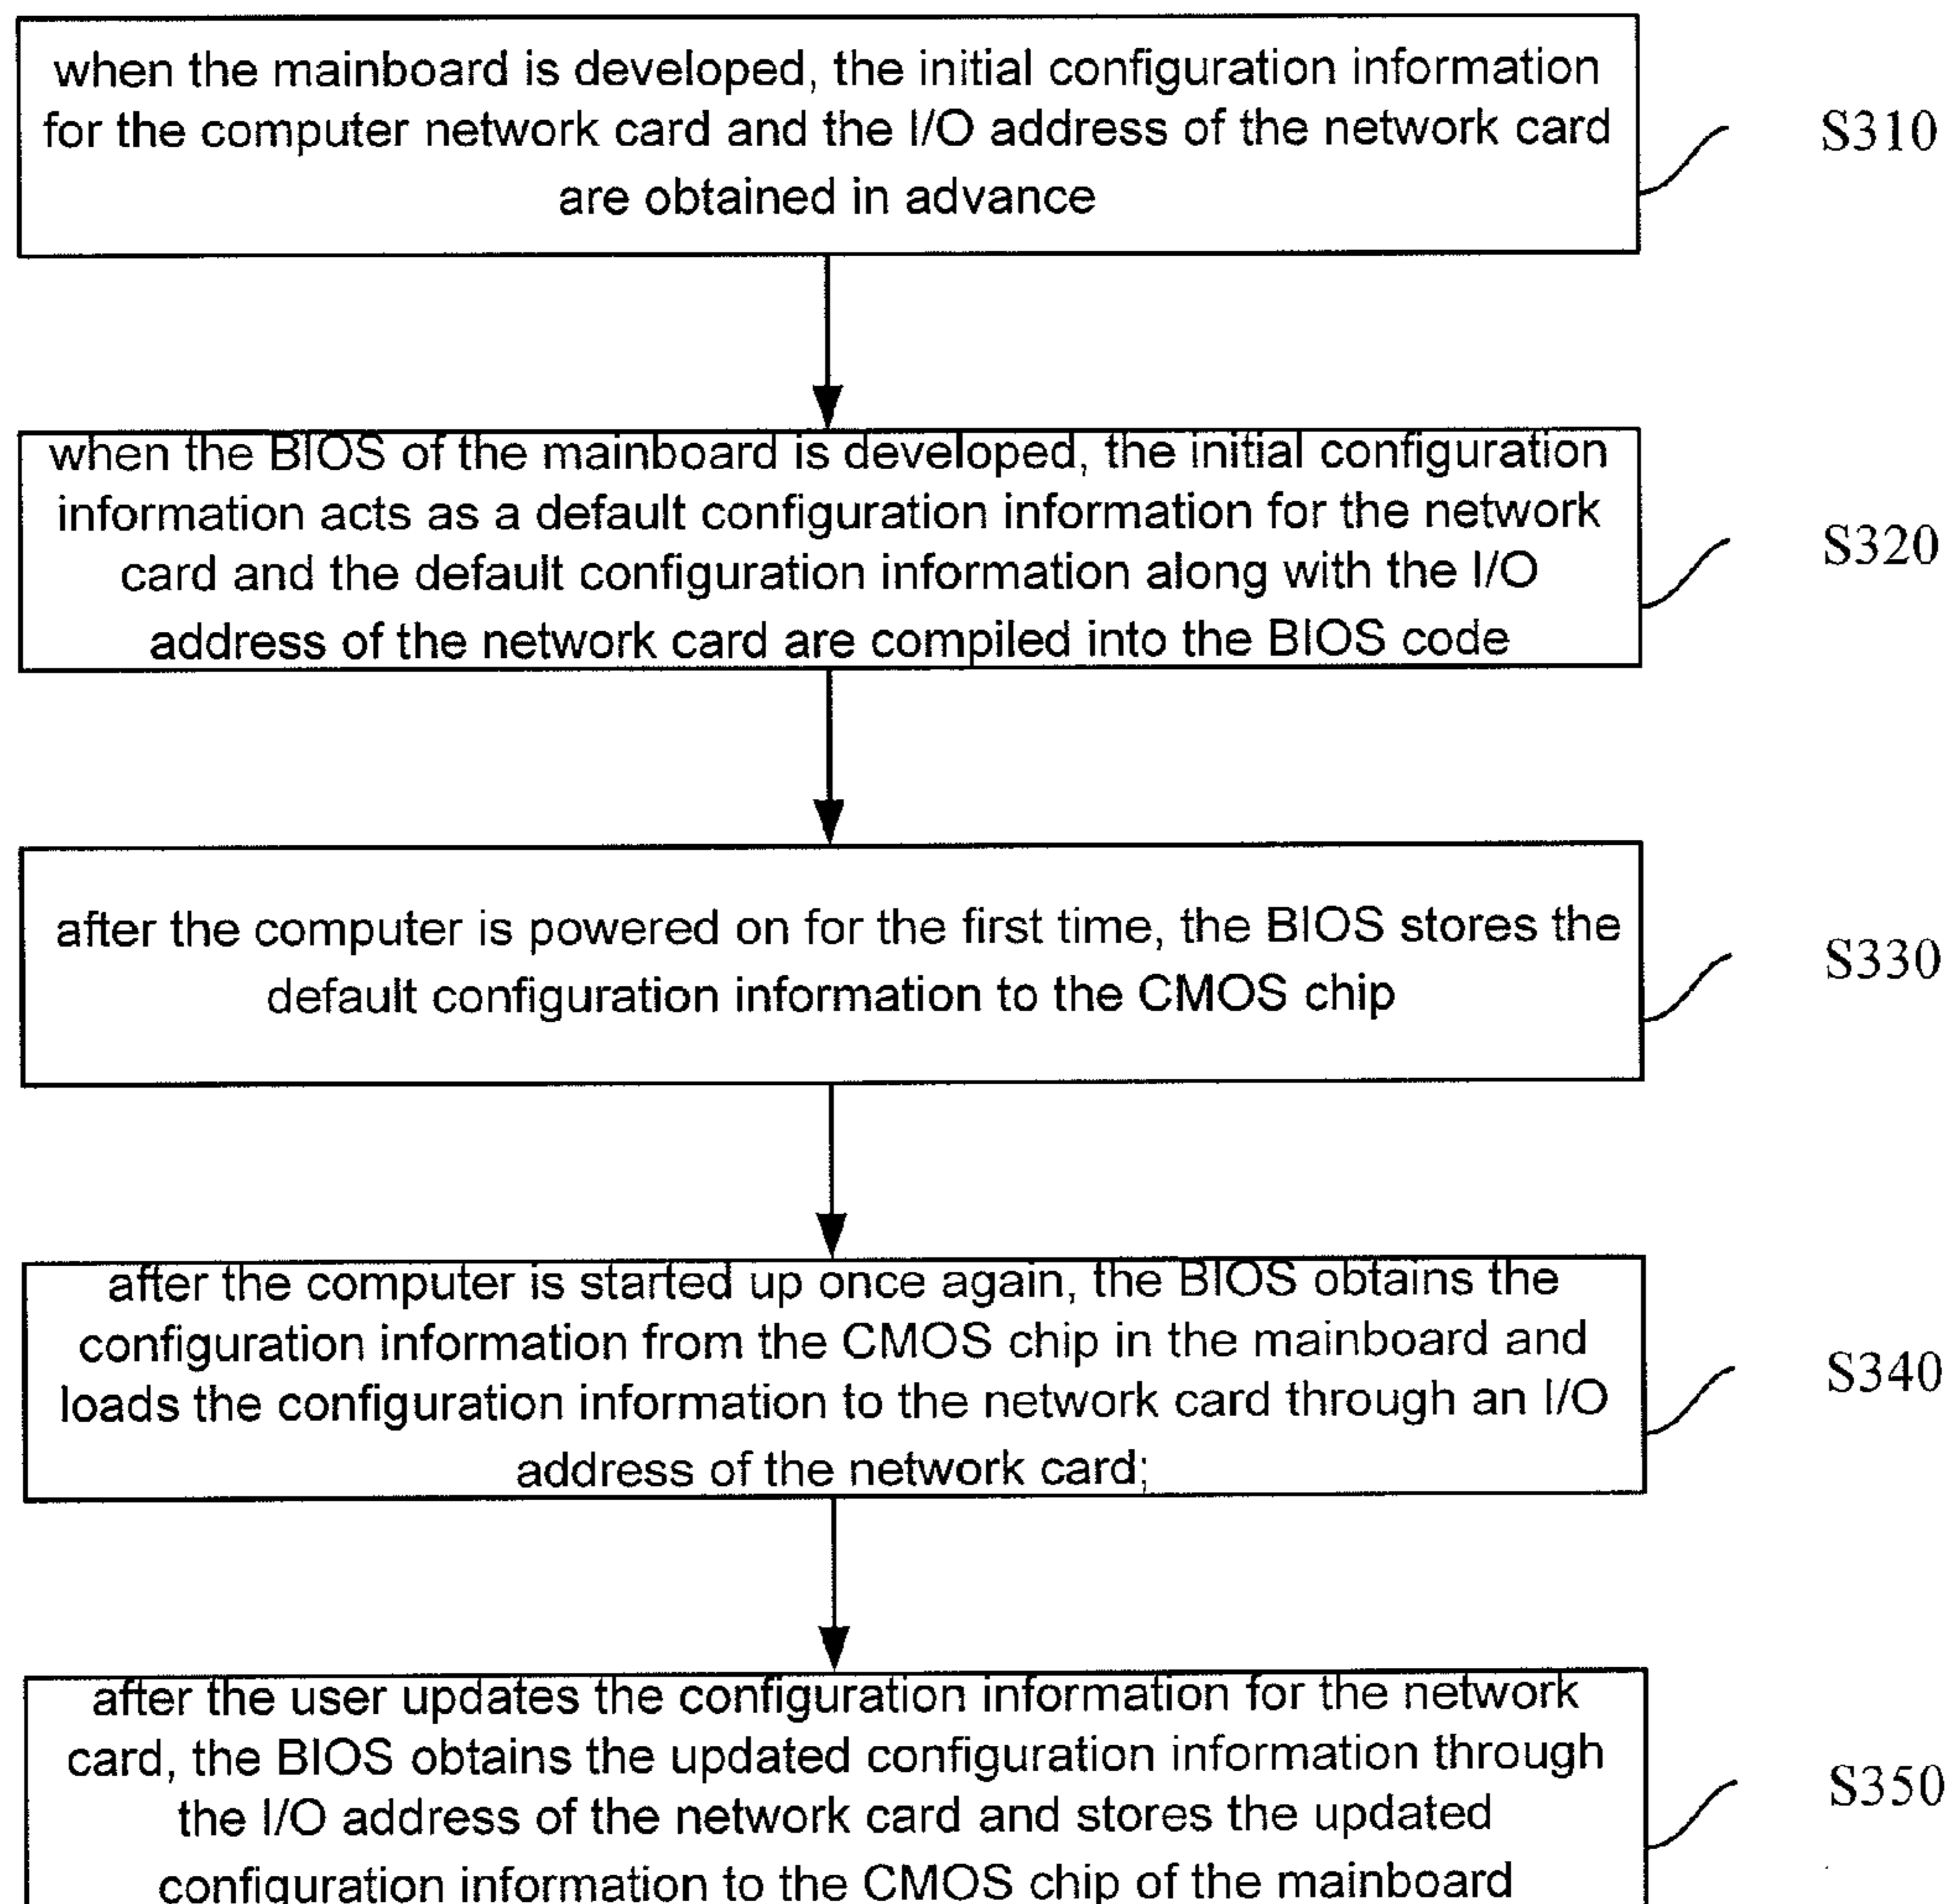 when the mainboard is developed, the initial configuration information
for the computer network card and the I/O address of the network card
are obtained in advance
S310
when the BIOS of the mainboard is developed, the initial configuration
information acts as a default configuration information for the network
card and the default configuration information along with the I/O
address of the network card are compiled into the BIOS code
S320
after the computer is powered on for the first time, the BIOS stores the
default configuration information to the CMOS chip
S330
after the computer is started up once again, the BIOS obtains the
configuration information from the CMOS chip in the mainboard and
loads the configuration information to the network card through an I/O
address of the network card;
S340
after the user updates the configuration information for the network
card, the BIOS obtains the updated configuration information through
the I/O address of the network card and stores the updated
configuration information to the CMOS chip of the mainboard
S350